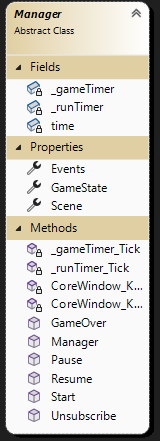 Manager
Abstract Class
Fields
_gameTimer
_runTimer
time
Properties
Events
GameState
Scene
Methods
_gameTimer_Tick
_runTimer_Tick
CoreWindow_K...
CoreWindow_K...
GameOver
Manager
Pause
Resume
Start
Unsubscribe